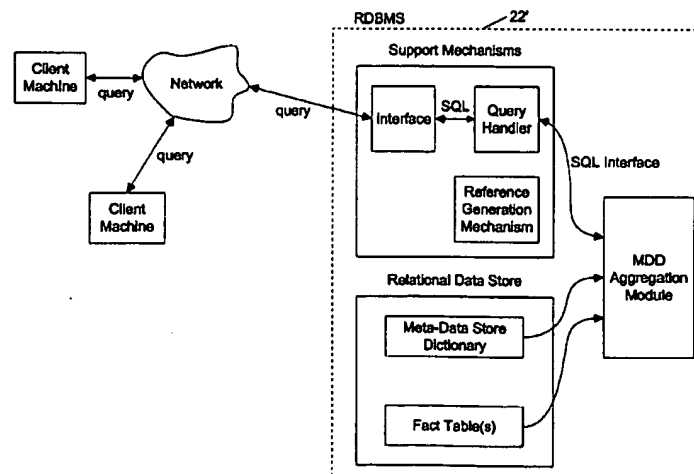 RDBMS
22'
Support Mechanisms
Client
Machine
query
Network
query
Client
Machine
query
Interface
SQL
Query
Handler
SQL Interface
Reference
Generation
Mechanism
MDD
Aggregation
Module
Relational Data Store
Meta-Data Store
Dictionary
Fact Table(s)